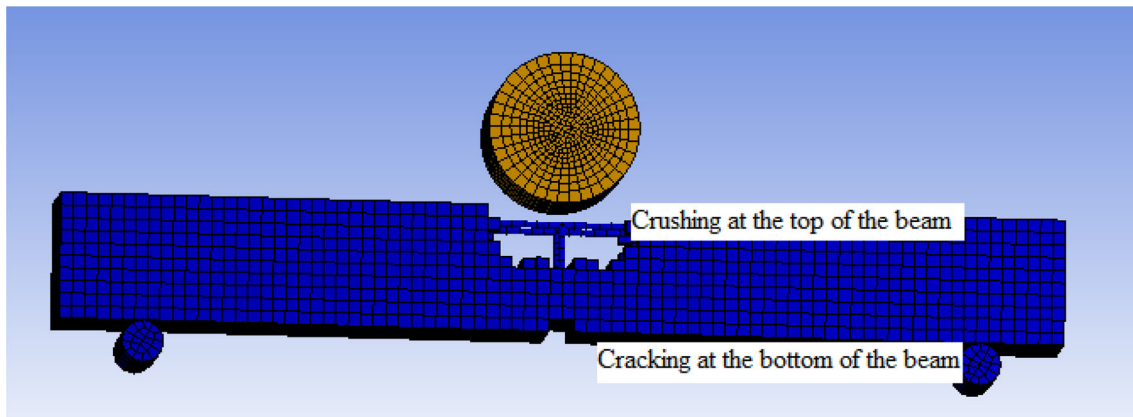 Crushing at the top of the beam
Cracking at the bottom of the beam